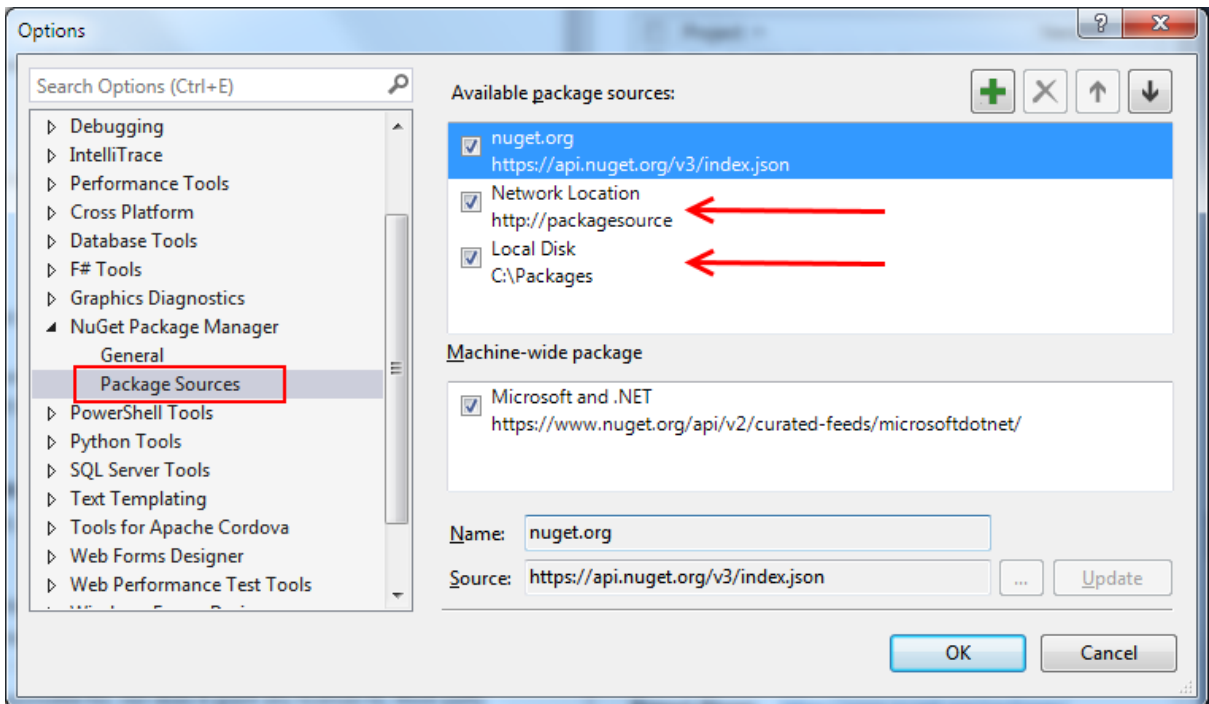 Options
Search Options (Ctrl+E)
Debugging
IntelliTrace
Performance Tools
Cross Platform
Database Tools
F# Tools
Graphics Diagnostics
NuGet Package Manager
General
Package Sources
PowerShell Tools
Python Tools
SQL Server Tools
Text Templating
Tools for Apache Cordova
Web Forms Designer
Web Performance Test Tools
Available package sources:
nuget.org
https://api.nuget.org/v3/index.json
Network Location
http://packagesource
Local Disk
C:\Packages
Machine-wide package
Microsoft and .NET
https://www.nuget.org/api/v2/curated-feeds/microsoftdotnet/
Name: nuget.org
Source: https://api.nuget.org/v3/index.json ... Update
OK Cancel